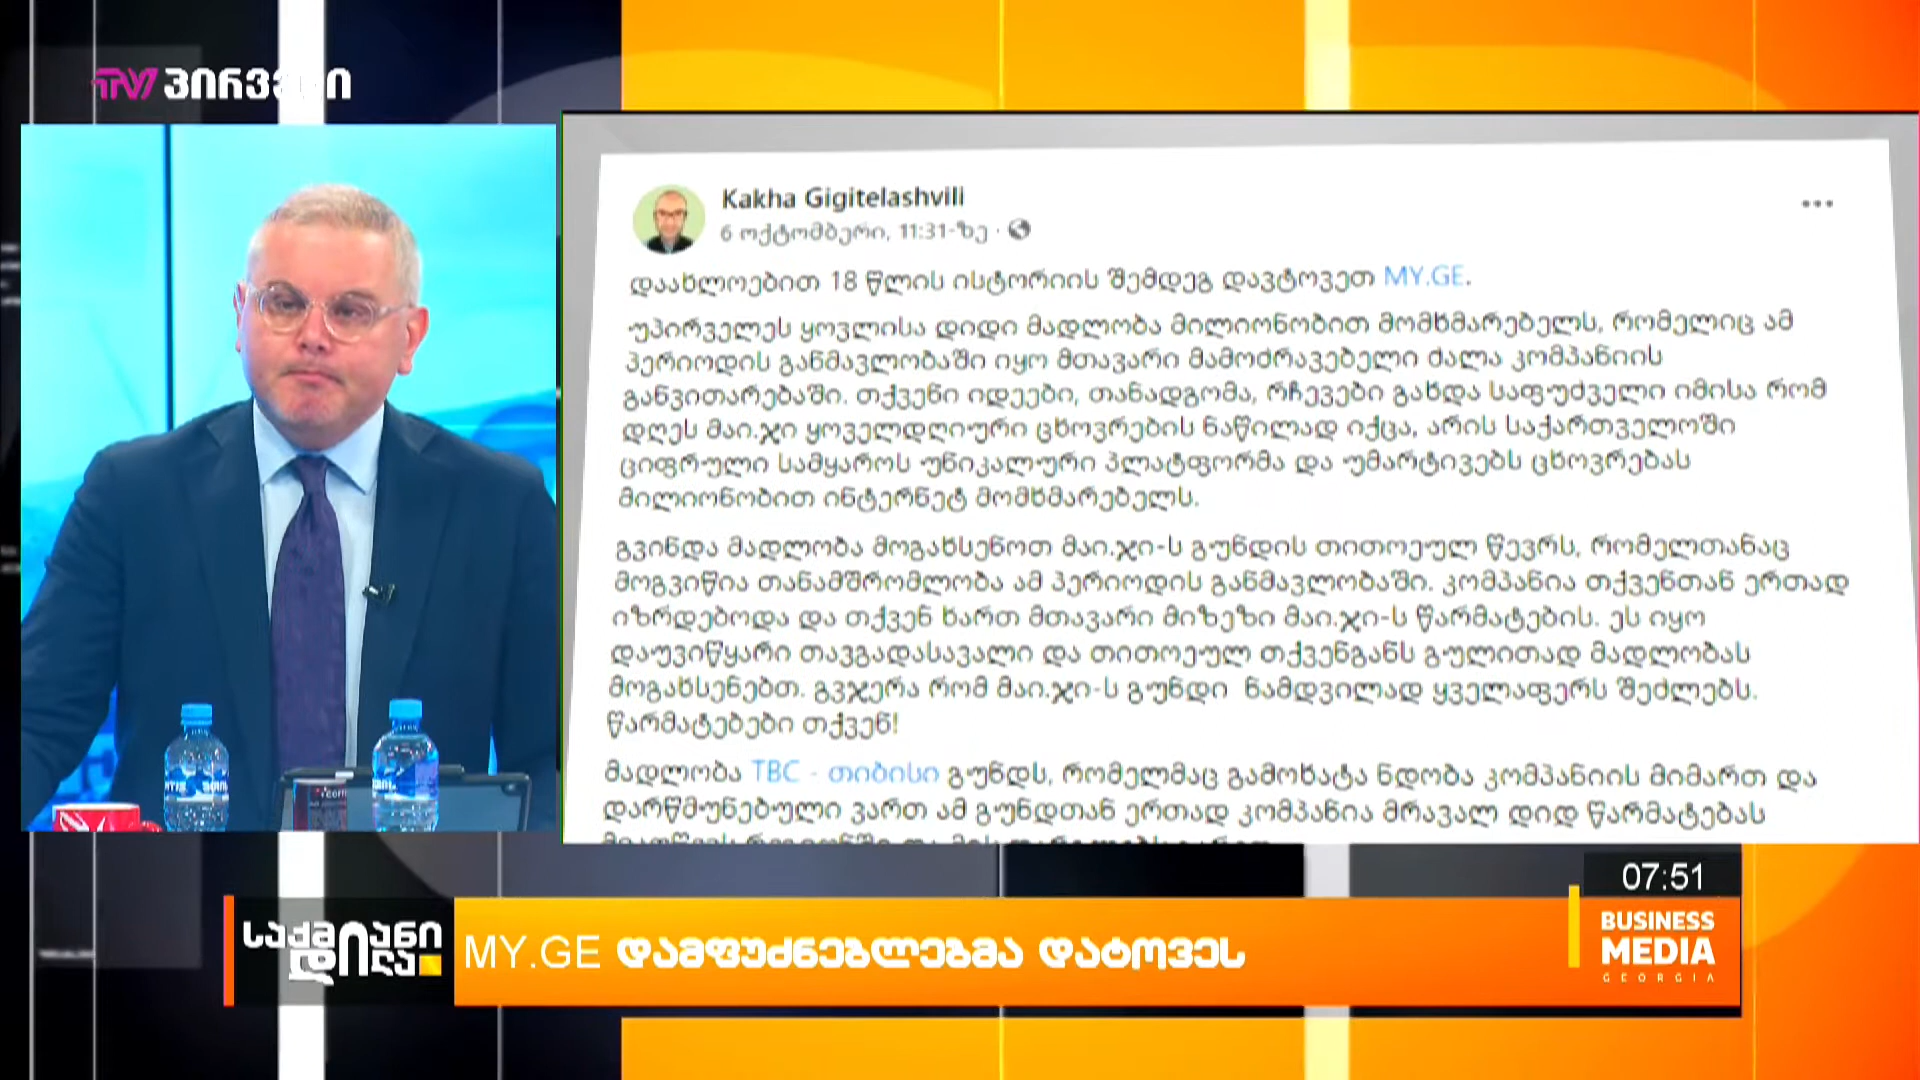 TV პირველი
Kakha Gigitelashvili
6 ოქტომბერი, 11:31-ზე ·
დაახლოებით 18 წლის ისტორიის შემდეგ დავტოვეთ MY.GE.
უპირველეს ყოვლისა დიდი მადლობა მილიონობით მომხმარებელს, რომელიც ამ
პერიოდის განმავლობაში იყო მთავარი მამოძრავებელი ძალა კომპანიის
განვითარებაში. თქვენი იდეები, თანადგომა, რჩევები გახდა საფუძველი იმისა რომ
დღეს მაი.ჯი ყოველდღიური ცხოვრების ნაწილად იქცა, არის საქართველოში
ციფრული სამყაროს უნიკალური პლატფორმა და უმარტივებს ცხოვრებას
მილიონობით ინტერნეტ მომხმარებელს.
გვინდა მადლობა მოგახსენოთ მაი.ჯი-ს გუნდის თითოეულ წევრს, რომელთანაც
მოგვიწია თანამშრომლობა ამ პერიოდის განმავლობაში. კომპანია თქვენთან ერთად
იზრდებოდა და თქვენ ხართ მთავარი მიზეზი მაი.ჯი-ს წარმატების. ეს იყო
დაუვიწყარი თავგადასავალი და თითოეულ თქვენგანს გულითად მადლობას
მოგახსენებთ. გვჯერა რომ მაი.ჯი-ს გუნდი ნამდვილად ყველაფერს შეძლებს.
წარმატებები თქვენ!
მადლობა TBC - თიბისი გუნდს, რომელმაც გამოხატა ნდობა კომპანიის მიმართ და
დარწმუნებული ვართ ამ გუნდთან ერთად კომპანია მრავალ დიდ წარმატებას
07:51
საქმიანი
დილა
MY.GE დამფუძნებლებმა დატოვეს
BUSINESS
MEDIA
GEORGIA